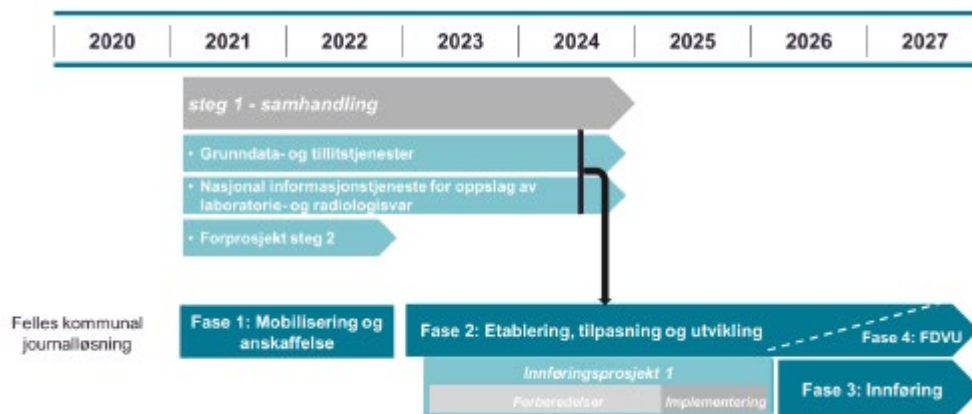 2020 2021 2022 2023 2024 2025 2026 2027
steg 1 - samhandling
• Grunndata- og tillitstjenester
• Nasjonal informasjonstjeneste for oppslag av
laboratorie- og radiologisvar
• Forprosjekt steg 2
Felles kommunal
journalløsning
Fase 1: Mobilisering og
anskaffelse
Fase 2: Etablering, tilpasning og utvikling
Fase 4: FDVU
Innføringsprosjekt 1
Forberedelser
Implementering
Fase 3: Innføring